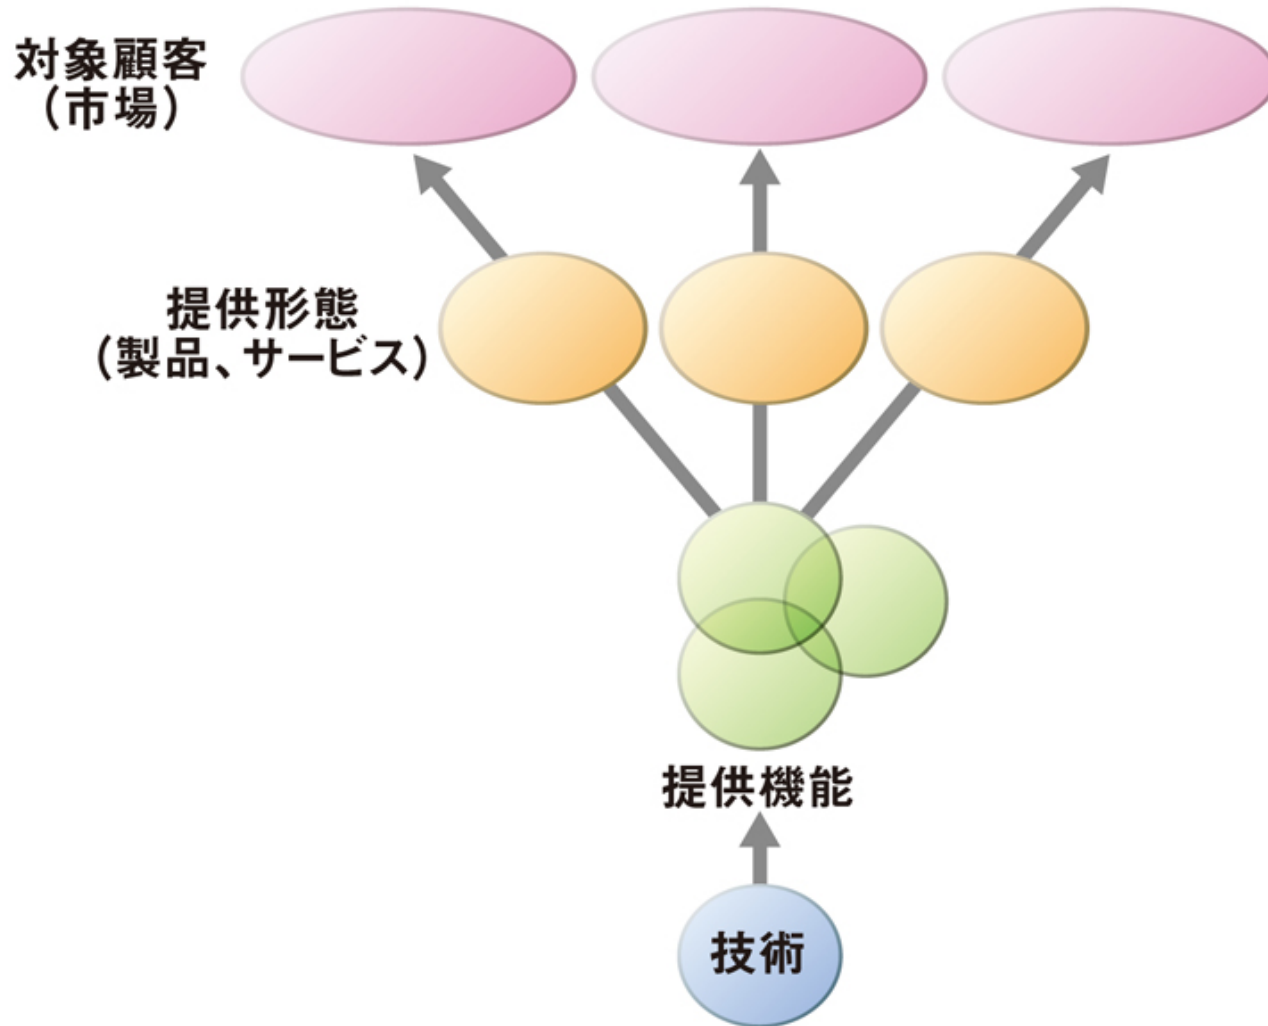 対象顧客
（市場）
提供形態
（製品、サービス）
提供機能
技術